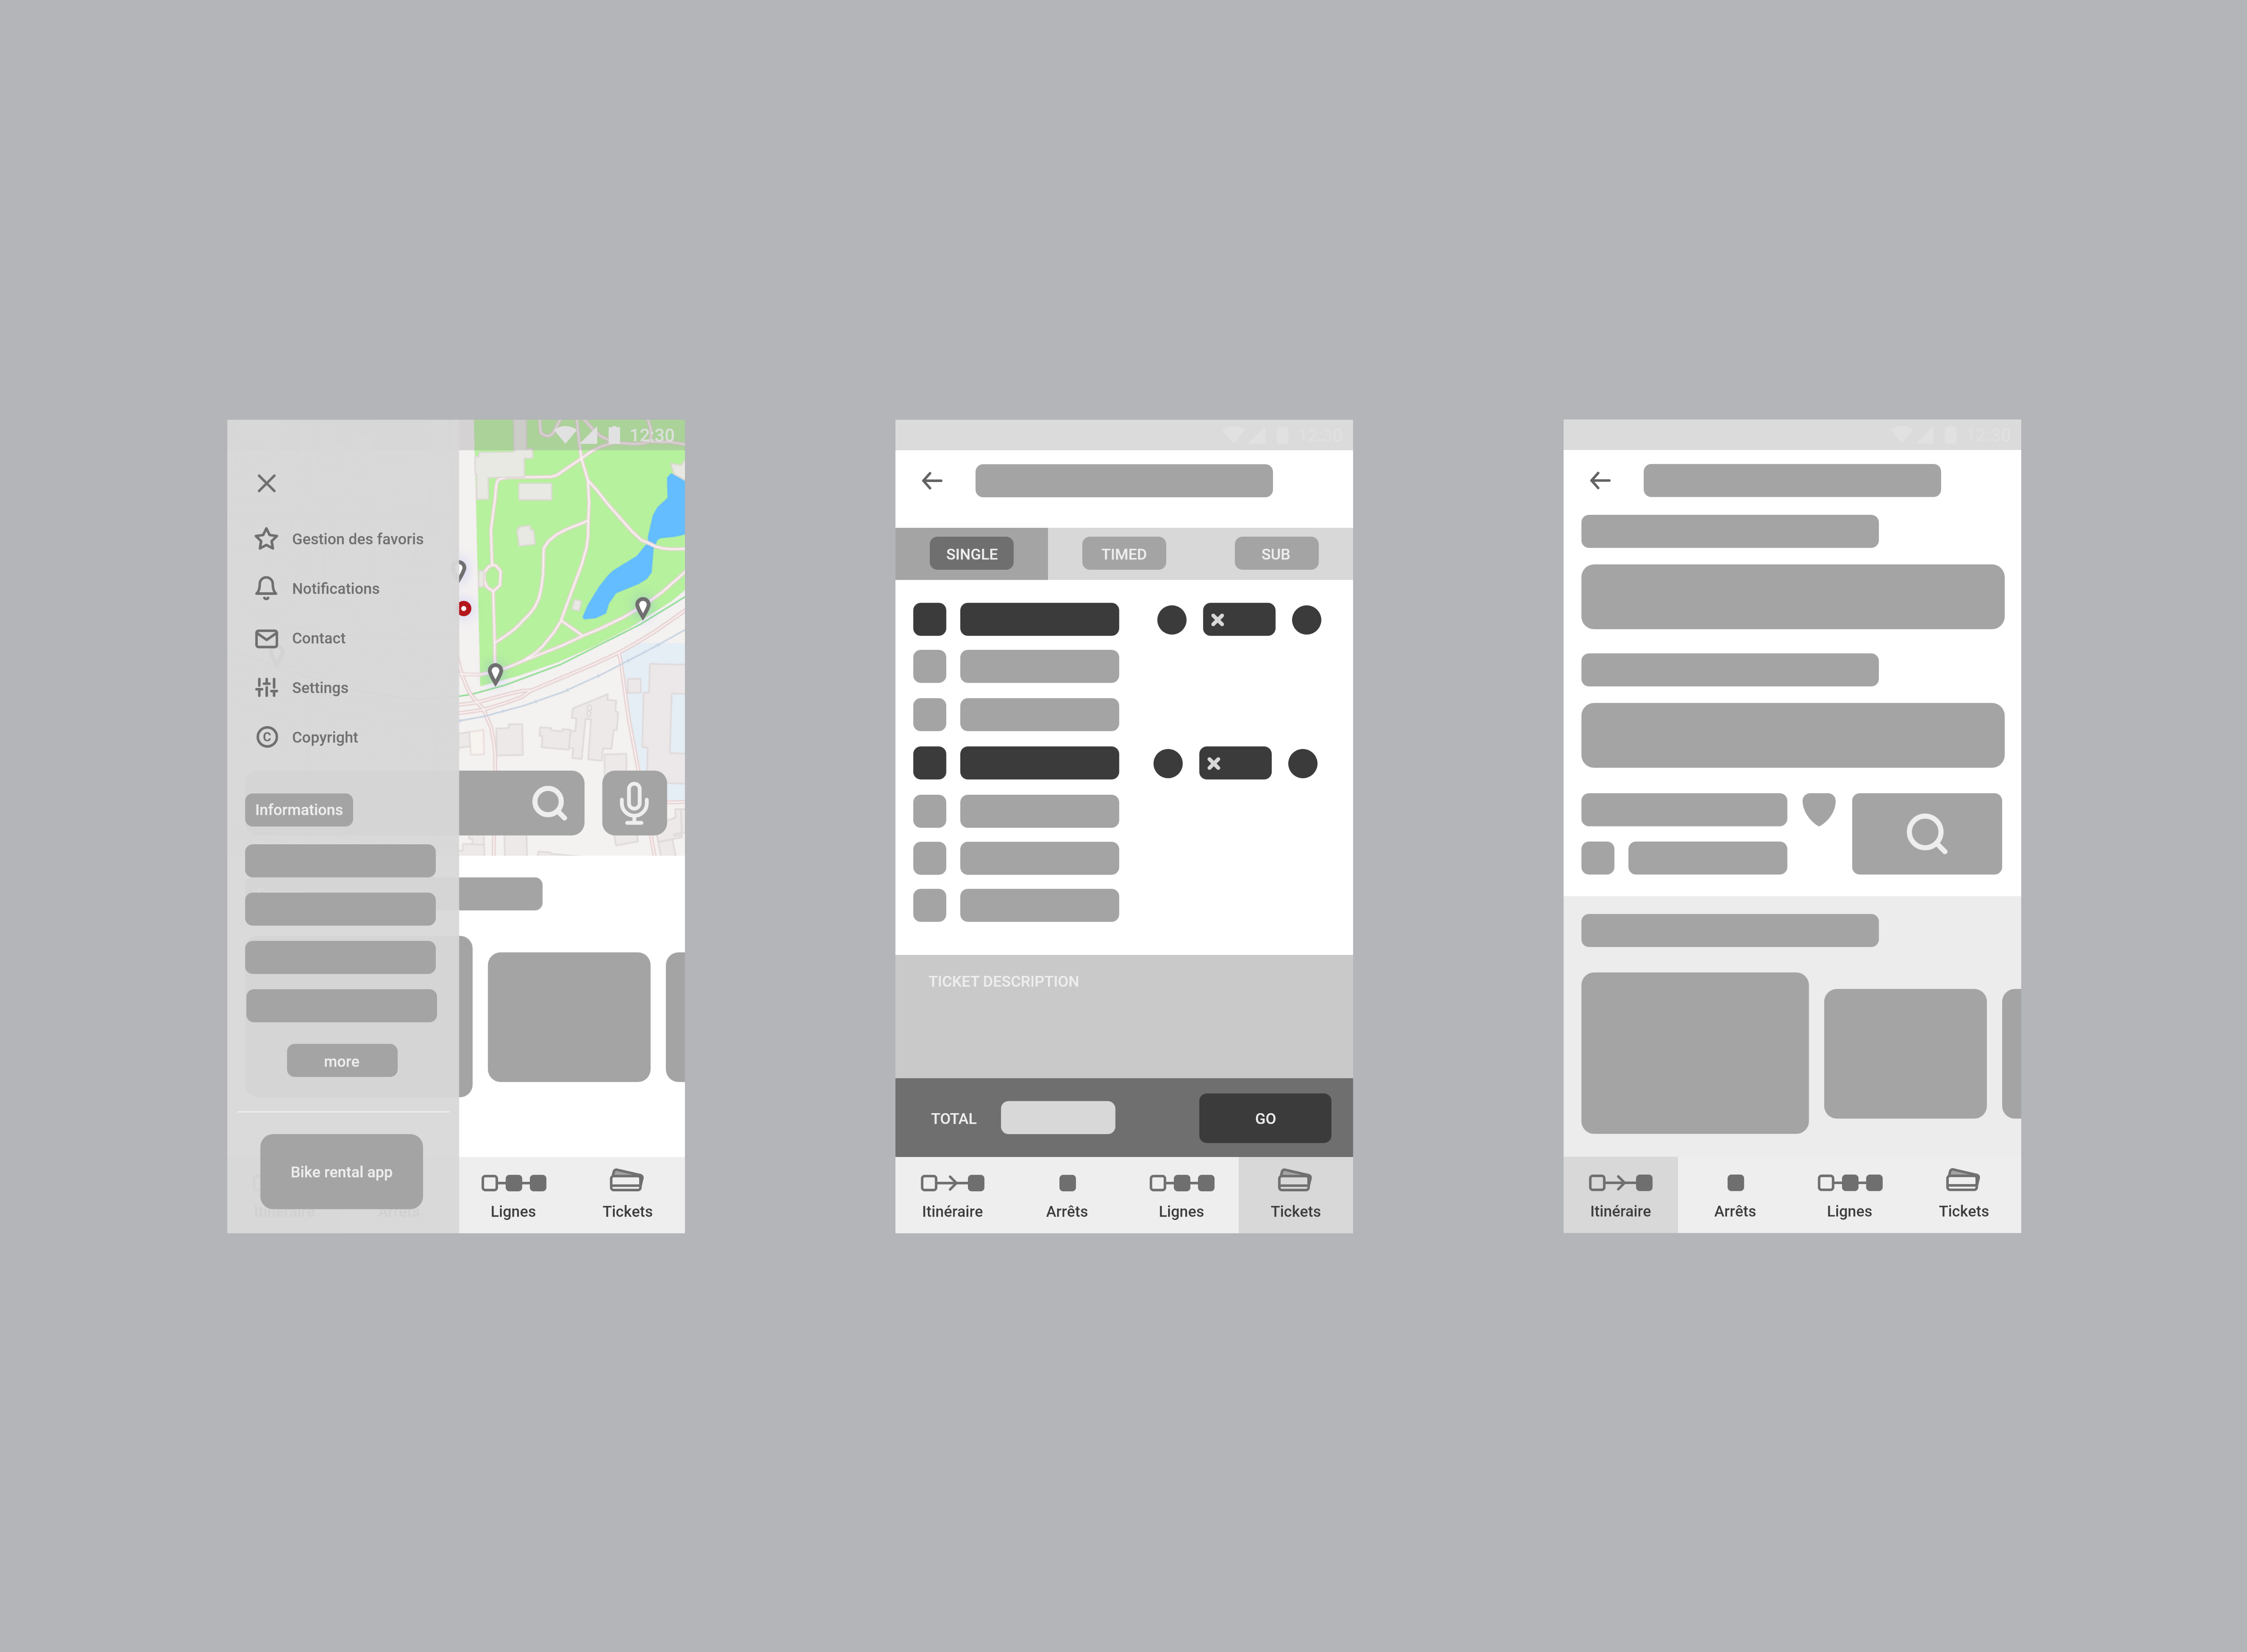 12:30
Gestion des favoris
Notifications
Contact
Settings
Copyright
Informations
more
Bike rental app
Itinéraire
Arrêts
Lignes
Tickets
12:30
SINGLE
TIMED
SUB
TICKET DESCRIPTION
TOTAL
GO
Itinéraire
Arrêts
Lignes
Tickets
12:30
Itinéraire
Arrêts
Lignes
Tickets